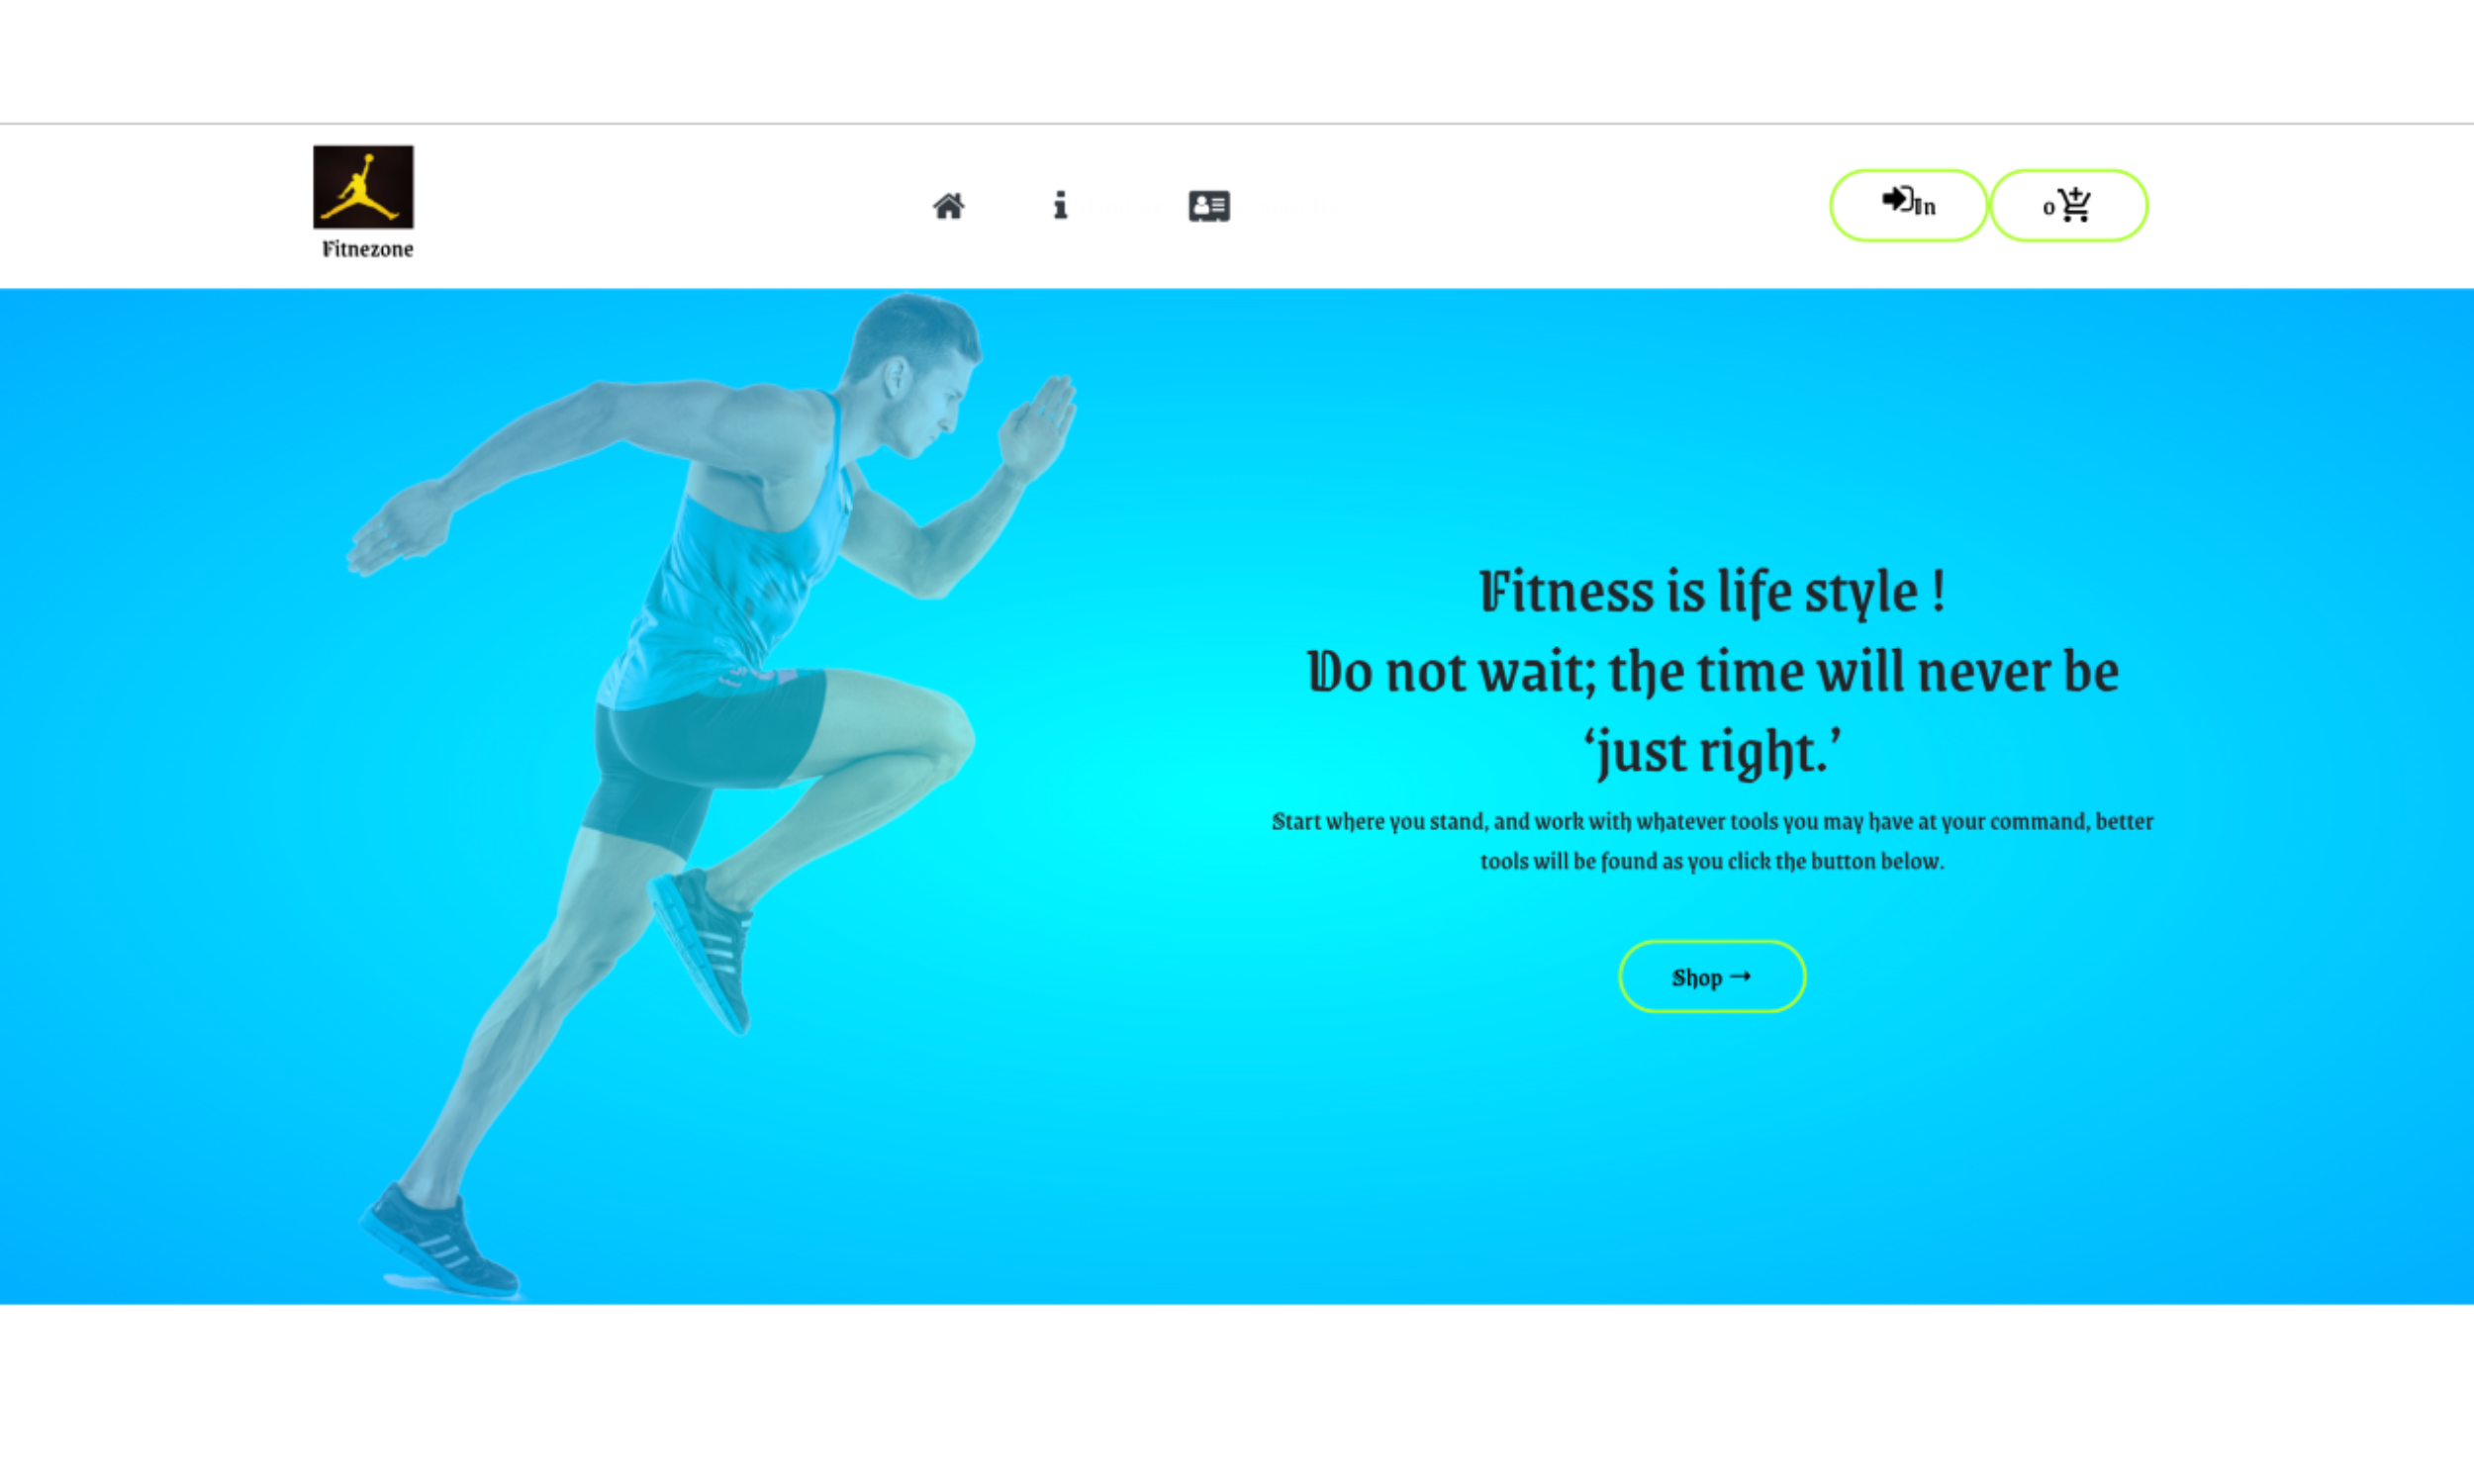 Fitnezone
In
0
Fitness is life style !
Do not wait; the time will never be
‘just right.’
Start where you stand, and work with whatever tools you may have at your command, better
tools will be found as you click the button below.
Shop →